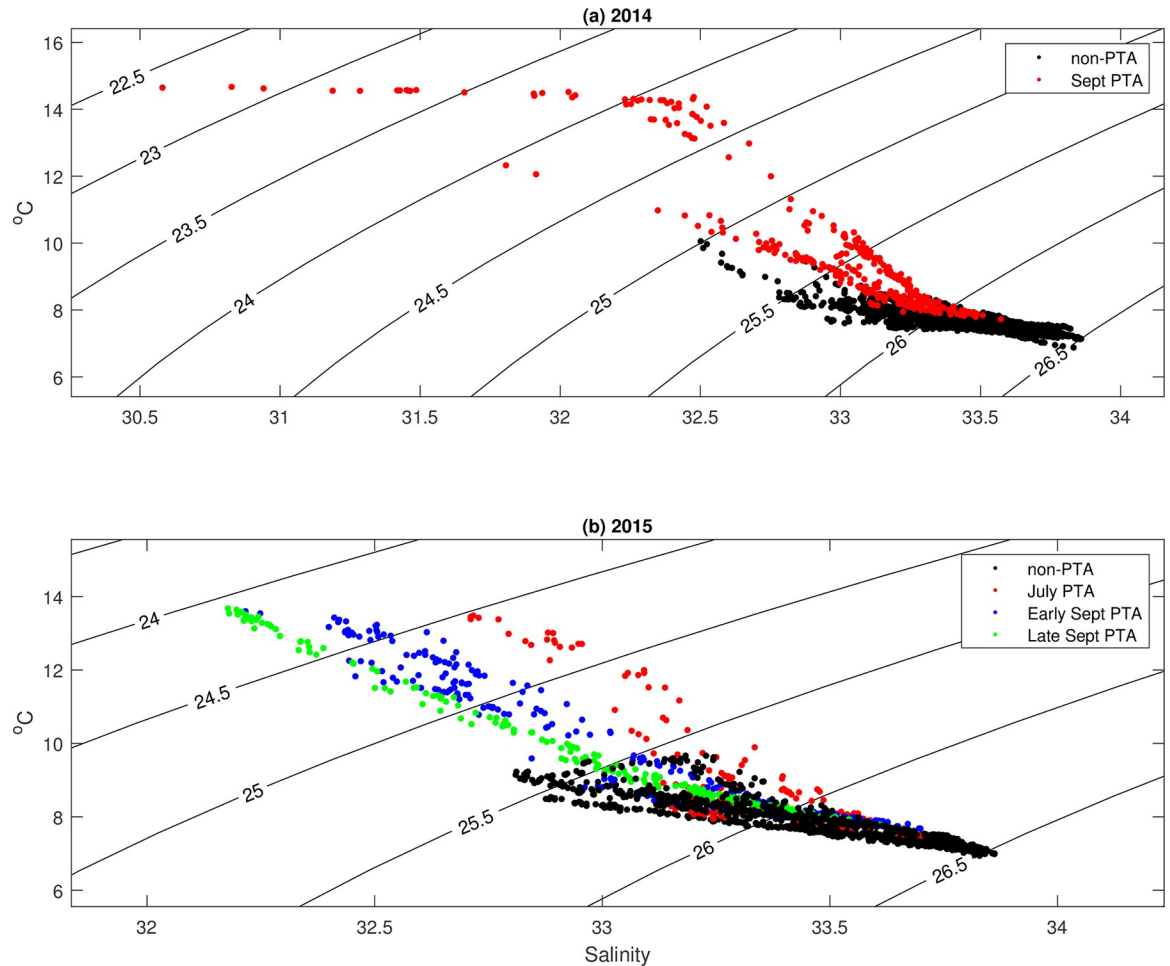 (a) 2014
16
14
12
10
8
6
°C
22.5
23
23.5
24
24.5
25
25.5
26
26.5
non-PTA
Sept PTA
30.5 31 31.5 32 32.5 33 33.5 34
(b) 2015
14
12
10
8
6
°C
24
24.5
25
25.5
26
26.5
non-PTA
July PTA
Early Sept PTA
Late Sept PTA
32 32.5 33 33.5 34
Salinity